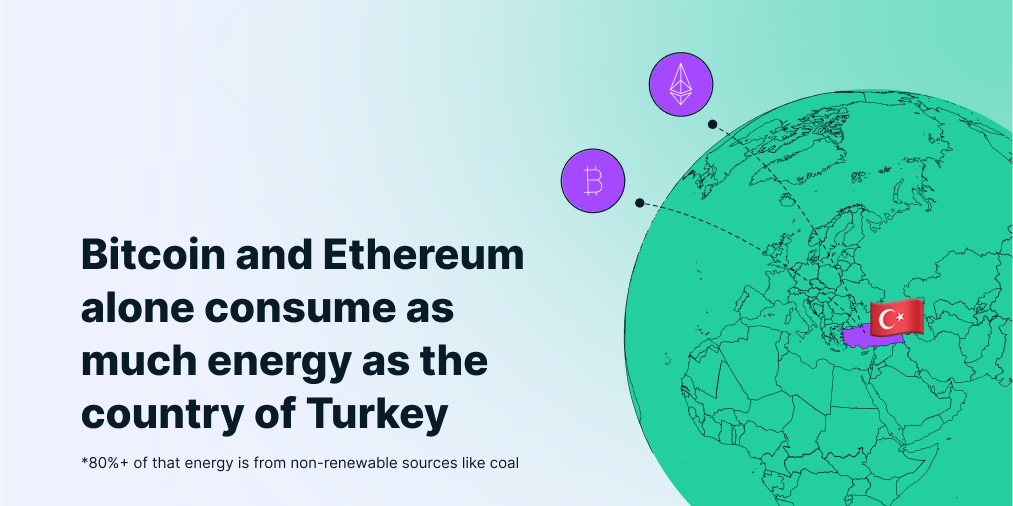 Bitcoin and Ethereum
alone consume as
much energy as the
country of Turkey
*80%+ of that energy is from non-renewable sources like coal